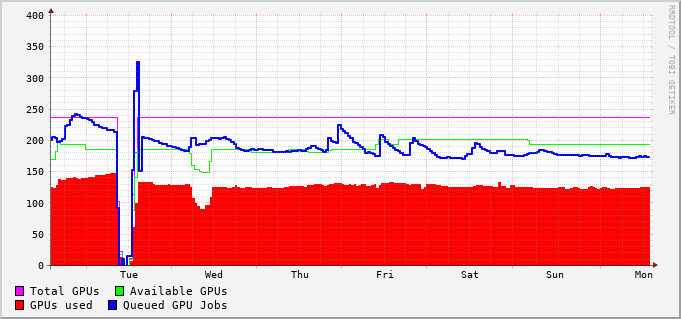 400
350
300
250
200
150
100
50
0
Tue Wed Thu Fri Sat Sun Mon
Total GPUs Available GPUs
GPUs used Queued GPU Jobs
RRDTOOL / TOBI OETIKER